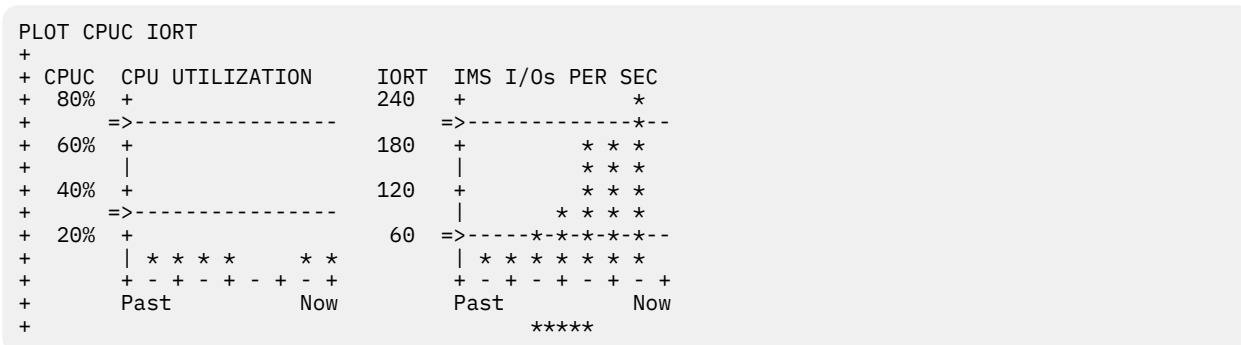 PLOT CPUC IORT
+
+ CPUC  CPU UTILIZATION     IORT  IMS I/Os PER SEC
+  80%  +                   240   +             *
+      =>----------------        =>-------------*--
+  60%  +                   180   +         * * *
+       |                         |         * * *
+  40%  +                   120   +         * * *
+      =>----------------         |       * * * *
+  20%  +                    60  =>-----*-*-*-*-*--
+       | * * * *     * *         | * * * * * * *
+       + - + - + - + - +         + - + - + - + - +
+       Past          Now         Past          Now
+                                       *****